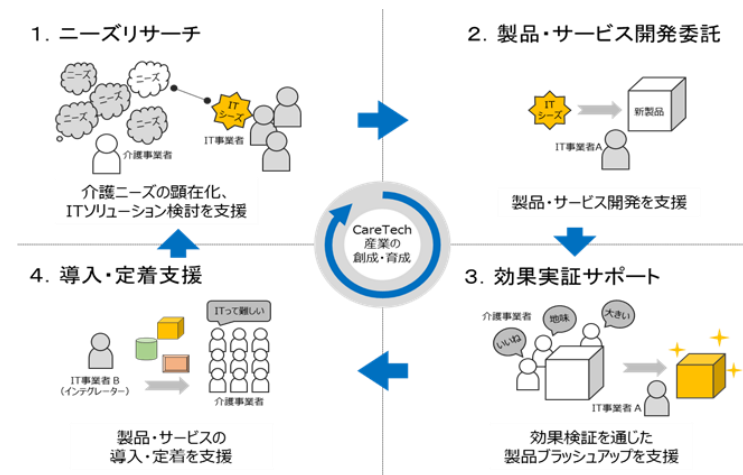 1. ニーズリサーチ
ニーズ
ニーズ
ニーズ
ニーズ
ニーズ
IT
シーズ
IT事業者
介護事業者
介護ニーズの顕在化、
ITソリューション検討を支援
2. 製品・サービス開発委託
IT
シーズ
新製品
IT事業者A
製品・サービス開発を支援
CareTech
産業の
創成・育成
4. 導入・定着支援
ITって難しい
IT事業者B
(インテグレーター)
介護事業者
製品・サービスの
導入・定着を支援
3. 効果実証サポート
介護事業者
いいね
地味
大きい
IT事業者A
効果検証を通じた
製品ブラッシュアップを支援